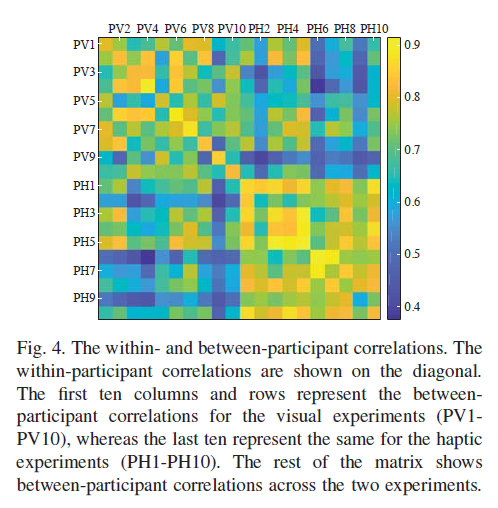 PV2 PV4 PV6 PV8 PV10 PH2 PH4 PH6 PH8 PH10
PV1
PV3
PV5
PV7
PV9
PH1
PH3
PH5
PH7
PH9
0.9
0.8
0.7
0.6
0.5
0.4
Fig. 4. The within- and between-participant correlations. The
within-participant correlations are shown on the diagonal.
The first ten columns and rows represent the between-
participant correlations for the visual experiments (PV1-
PV10), whereas the last ten represent the same for the haptic
experiments (PH1-PH10). The rest of the matrix shows
between-participant correlations across the two experiments.